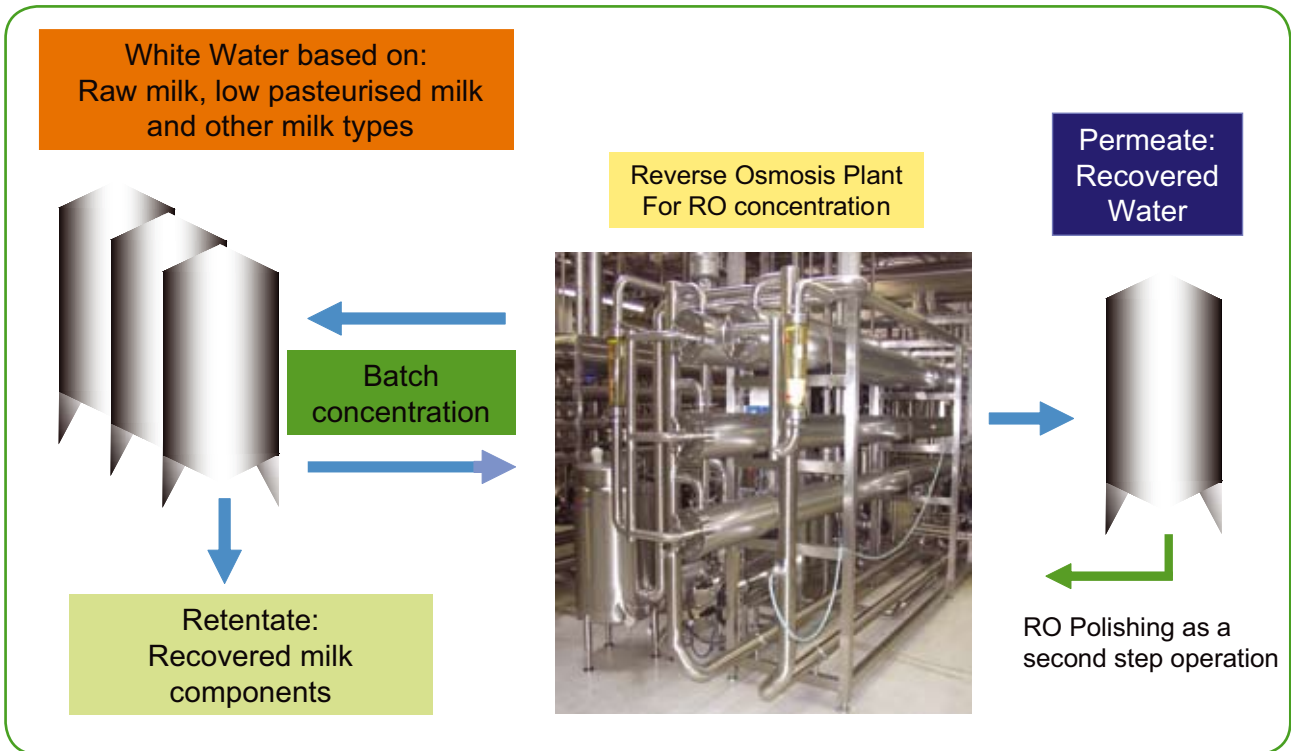 White Water based on:
Raw milk, low pasteurised milk
and other milk types
Reverse Osmosis Plant
For RO concentration
Permeate:
Recovered
Water
Batch
concentration
Retentate:
Recovered milk
components
RO Polishing as a
second step operation